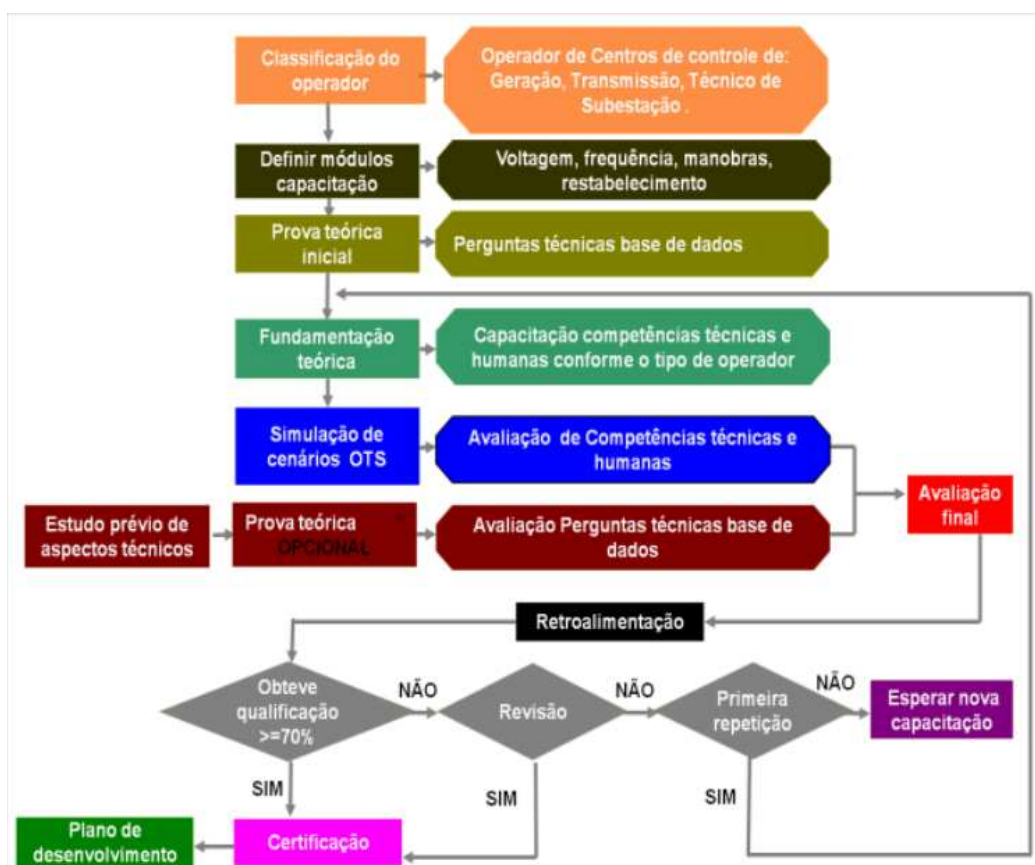 Classificação do
operador
Operador de Centros de controle de:
Geração, Transmissão, Técnico de
Subestação .
Definir módulos
capacitação
Voltagem, frequência, manobras,
restabelecimento
Prova teórica
inicial
Perguntas técnicas base de dados
Fundamentação
teórica
Capacitação competências técnicas e
humanas conforme o tipo de operador
Simulação de
cenários OTS
Avaliação de Competências técnicas e
humanas
Avaliação
final
Estudo prévio de
aspectos técnicos
Prova teórica *
OPCIONAL
Avaliação Perguntas técnicas base de
dados
Retroalimentação
Obteve
qualificação
>=70%
NÃO
Revisão
NÃO
Primeira
repetição
NÃO
Esperar nova
capacitação
SIM
SIM
SIM
Certificação
Plano de
desenvolvimento